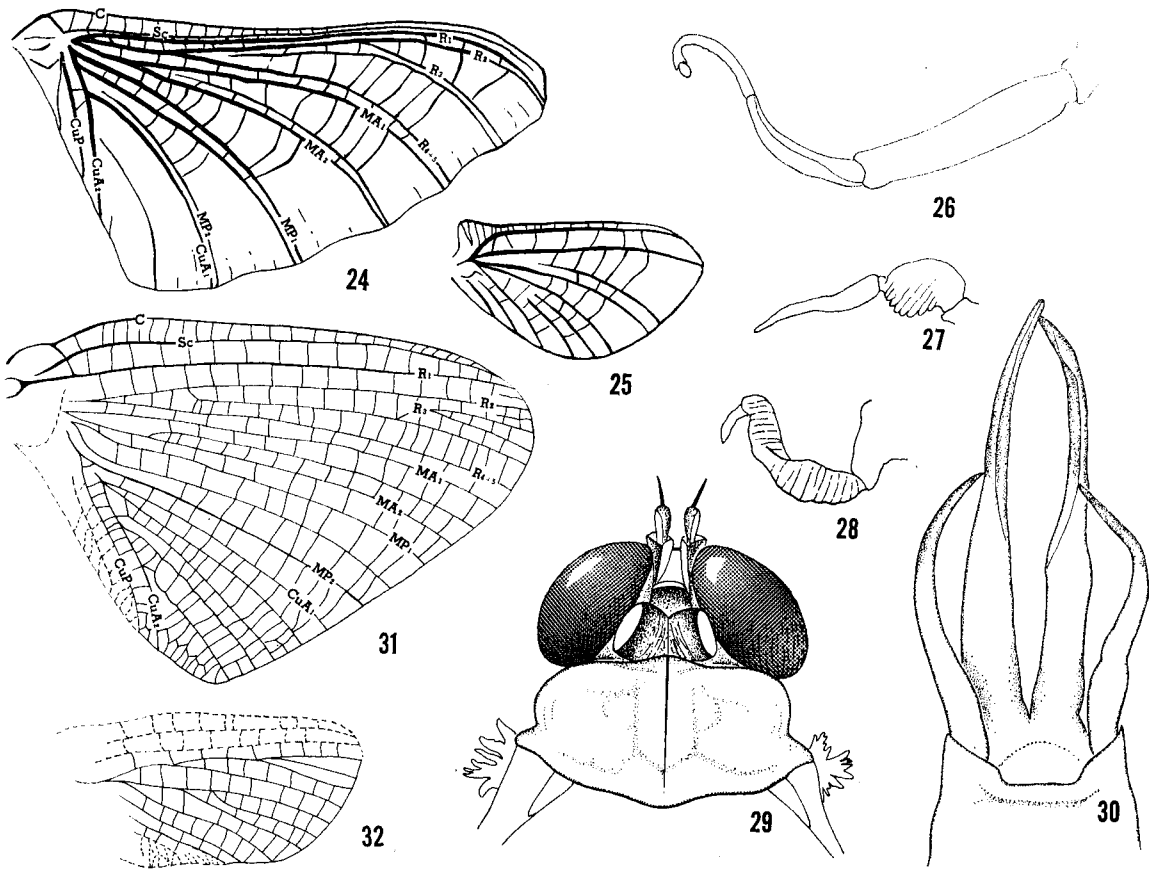 C
Sc
R₁
R₂
R₃
MA₁
R₄₊₅
MA₂
CuP
CuA₂
MP₂
CuA₁
MP₁
24
25
26
27
28
C
Sc
R₁
R₂
R₃
R₄₊₅
MA₁
MA₂
MP₁
MP₂
CuA₁
CuP
CuA₂
31
32
29
30